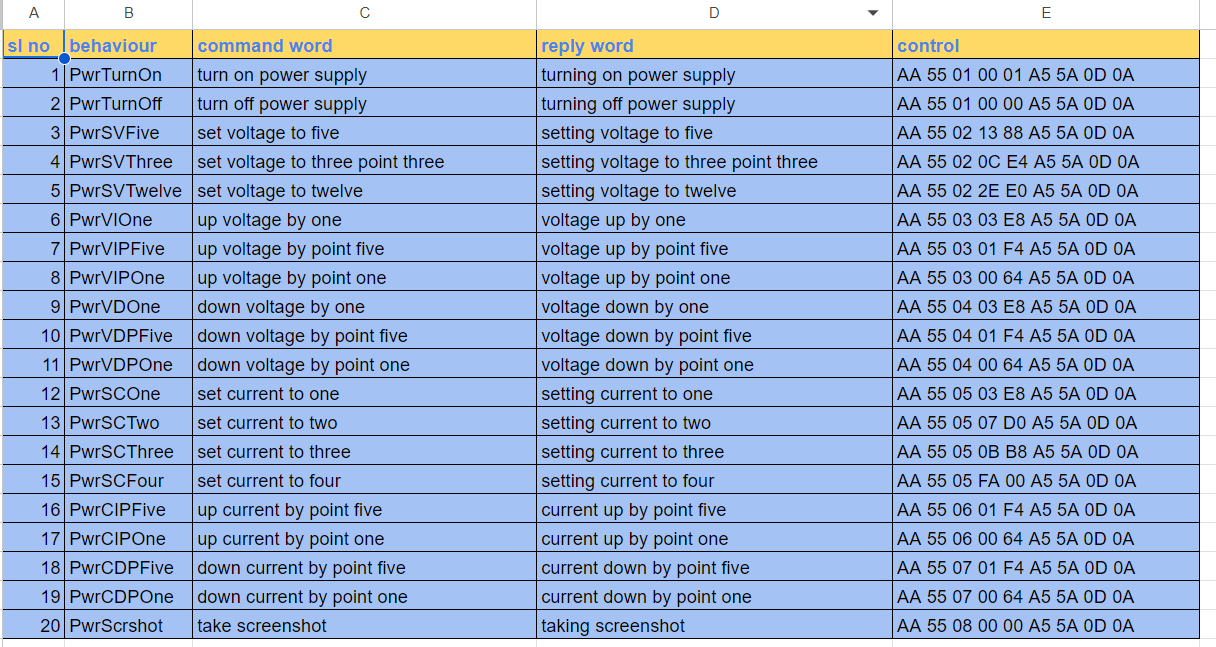 A B C D E
sl no behaviour command word reply word control
1 PwrTurnOn turn on power supply turning on power supply AA 55 01 00 01 A5 5A 0D 0A
2 PwrTurnOff turn off power supply turning off power supply AA 55 01 00 00 A5 5A 0D 0A
3 PwrSVFive set voltage to five setting voltage to five AA 55 02 13 88 A5 5A 0D 0A
4 PwrSVThree set voltage to three point three setting voltage to three point three AA 55 02 0C E4 A5 5A 0D 0A
5 PwrSVTwelve set voltage to twelve setting voltage to twelve AA 55 02 2E E0 A5 5A 0D 0A
6 PwrVIOne up voltage by one voltage up by one AA 55 03 03 E8 A5 5A 0D 0A
7 PwrVIPFive up voltage by point five voltage up by point five AA 55 03 01 F4 A5 5A 0D 0A
8 PwrVIPOne up voltage by point one voltage up by point one AA 55 03 00 64 A5 5A 0D 0A
9 PwrVDOne down voltage by one voltage down by one AA 55 04 03 E8 A5 5A 0D 0A
10 PwrVDPFive down voltage by point five voltage down by point five AA 55 04 01 F4 A5 5A 0D 0A
11 PwrVDPOne down voltage by point one voltage down by point one AA 55 04 00 64 A5 5A 0D 0A
12 PwrSCOne set current to one setting current to one AA 55 05 03 E8 A5 5A 0D 0A
13 PwrSCTwo set current to two setting current to two AA 55 05 07 D0 A5 5A 0D 0A
14 PwrSCThree set current to three setting current to three AA 55 05 0B B8 A5 5A 0D 0A
15 PwrSCFour set current to four setting current to four AA 55 05 FA 00 A5 5A 0D 0A
16 PwrCIPFive up current by point five current up by point five AA 55 06 01 F4 A5 5A 0D 0A
17 PwrCIPOne up current by point one current up by point one AA 55 06 00 64 A5 5A 0D 0A
18 PwrCDPFive down current by point five current down by point five AA 55 07 01 F4 A5 5A 0D 0A
19 PwrCDPOne down current by point one current down by point one AA 55 07 00 64 A5 5A 0D 0A
20 PwrScrshot take screenshot taking screenshot AA 55 08 00 00 A5 5A 0D 0A